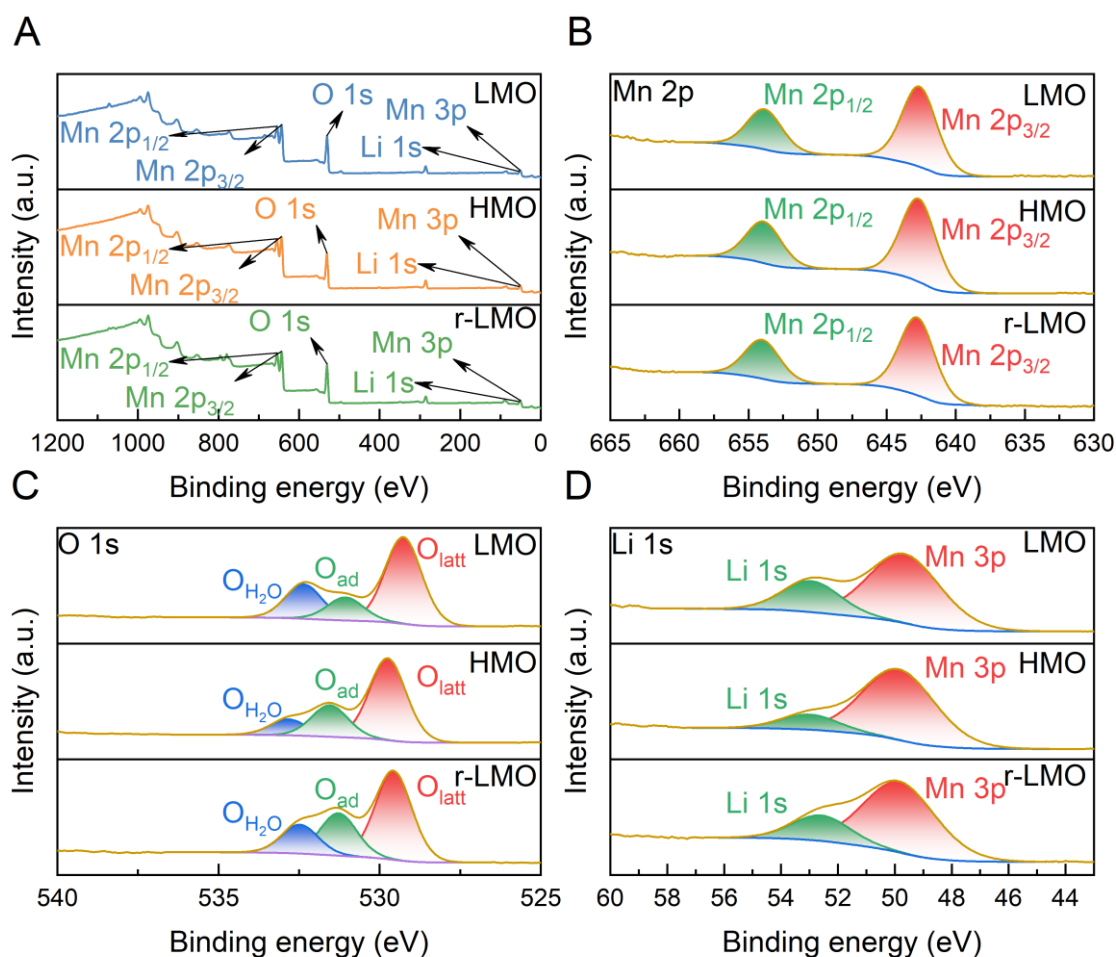 A
Intensity (a.u.)
O 1s
LMO
Mn 3p
Mn 2p1/2
Li 1s
Mn 2p3/2
HMO
O 1s
Mn 3p
Mn 2p1/2
Li 1s
Mn 2p3/2
r-LMO
O 1s
Mn 3p
Mn 2p1/2
Li 1s
Mn 2p3/2
1200 1000 800 600 400 200 0
Binding energy (eV)
B
Intensity (a.u.)
Mn 2p
Mn 2p1/2
LMO
Mn 2p3/2
HMO
Mn 2p1/2
Mn 2p3/2
r-LMO
Mn 2p1/2
Mn 2p3/2
665 660 655 650 645 640 635 630
Binding energy (eV)
C
Intensity (a.u.)
O 1s
LMO
OH2O
Oad
Olatt
HMO
OH2O
Oad
Olatt
r-LMO
OH2O
Oad
Olatt
540 535 530 525
Binding energy (eV)
D
Intensity (a.u.)
Li 1s
LMO
Li 1s
Mn 3p
HMO
Li 1s
Mn 3p
r-LMO
Li 1s
Mn 3p
60 58 56 54 52 50 48 46 44
Binding energy (eV)